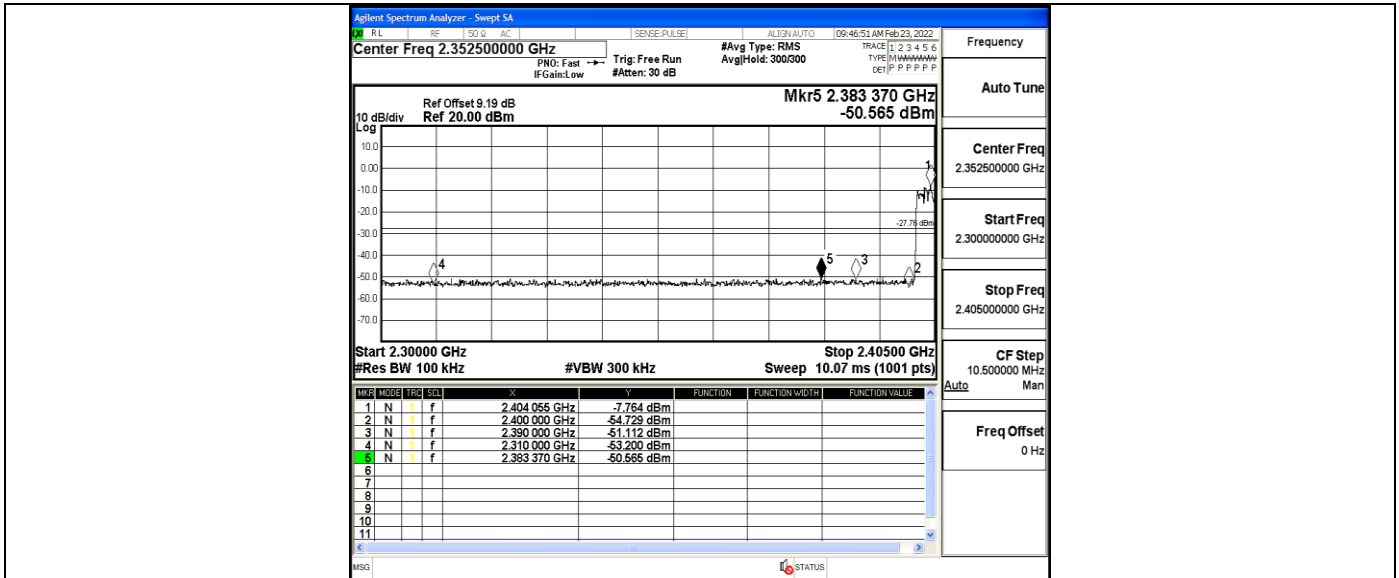 Agilent Spectrum Analyzer - Swept SA
RL RF 50 Ω AC SENSE:PULSE ALIGN AUTO 09:46:51 AM Feb 23, 2022
Center Freq 2.352500000 GHz
PNO: Fast
IFGain:Low
Trig: Free Run
#Atten: 30 dB
#Avg Type: RMS
Avg|Hold: 300/300
TRACE 1 2 3 4 5 6
TYPE MWWWWW
DET P P P P P P
Ref Offset 9.19 dB
Ref 20.00 dBm
10 dB/div
Log
Mkr5 2.383 370 GHz
-50.565 dBm
10.0
0.00
-10.0
-20.0
-30.0
-40.0
-50.0
-60.0
-70.0
1
-27.76 dBm
4
5
3
2
Start 2.30000 GHz Stop 2.40500 GHz
#Res BW 100 kHz #VBW 300 kHz Sweep 10.07 ms (1001 pts)
MKR MODE TRC SCL X Y FUNCTION FUNCTION WIDTH FUNCTION VALUE
1 N 1 f 2.404 055 GHz -7.764 dBm
2 N 1 f 2.400 000 GHz -54.729 dBm
3 N 1 f 2.390 000 GHz -51.112 dBm
4 N 1 f 2.310 000 GHz -53.200 dBm
5 N 1 f 2.383 370 GHz -50.565 dBm
6
7
8
9
10
11
MSG STATUS
Frequency
Auto Tune
Center Freq
2.352500000 GHz
Start Freq
2.300000000 GHz
Stop Freq
2.405000000 GHz
CF Step
10.500000 MHz
Auto Man
Freq Offset
0 Hz